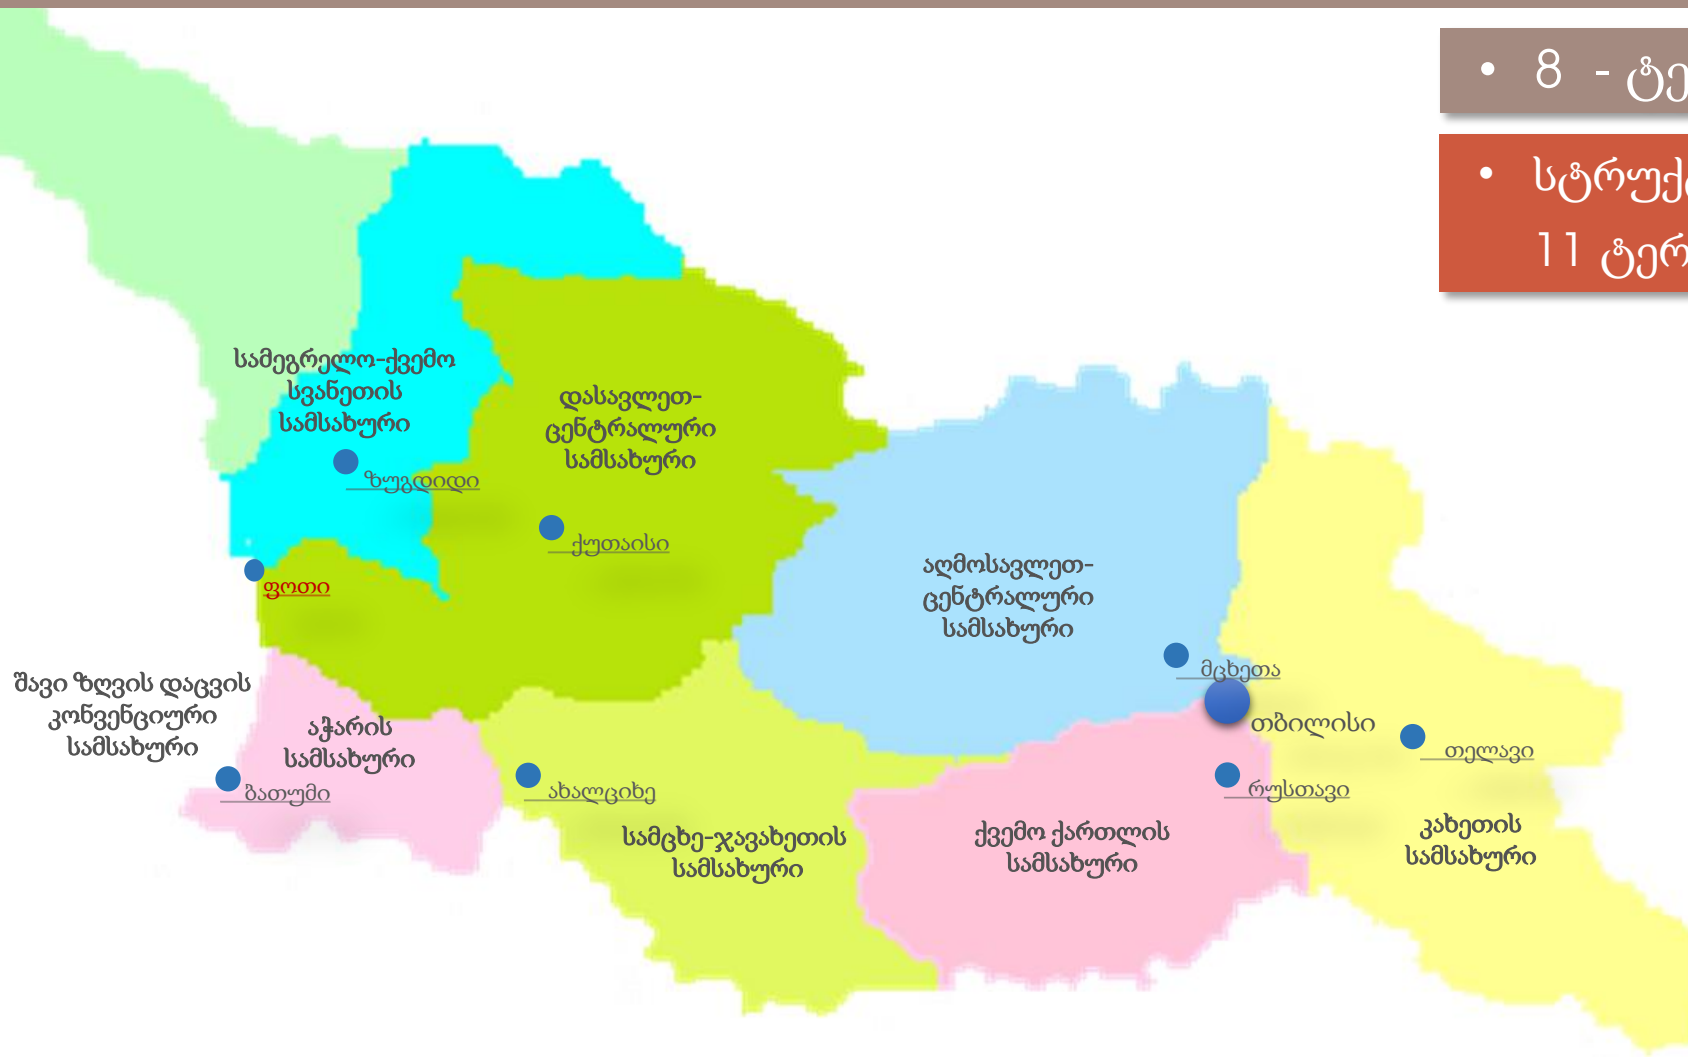 • 8 - ტე
• სტრუქ
11 ტერ
სამეგრელო-ქვემო
სვანეთის
სამსახური
ზუგდიდი
დასავლეთ-
ცენტრალური
სამსახური
ქუთაისი
ფოთი
აღმოსავლეთ-
ცენტრალური
სამსახური
მცხეთა
თბილისი
შავი ზღვის დაცვის
კონვენციური
სამსახური
აჭარის
სამსახური
ბათუმი
ახალციხე
სამცხე-ჯავახეთის
სამსახური
ქვემო ქართლის
სამსახური
რუსთავი
თელავი
კახეთის
სამსახური